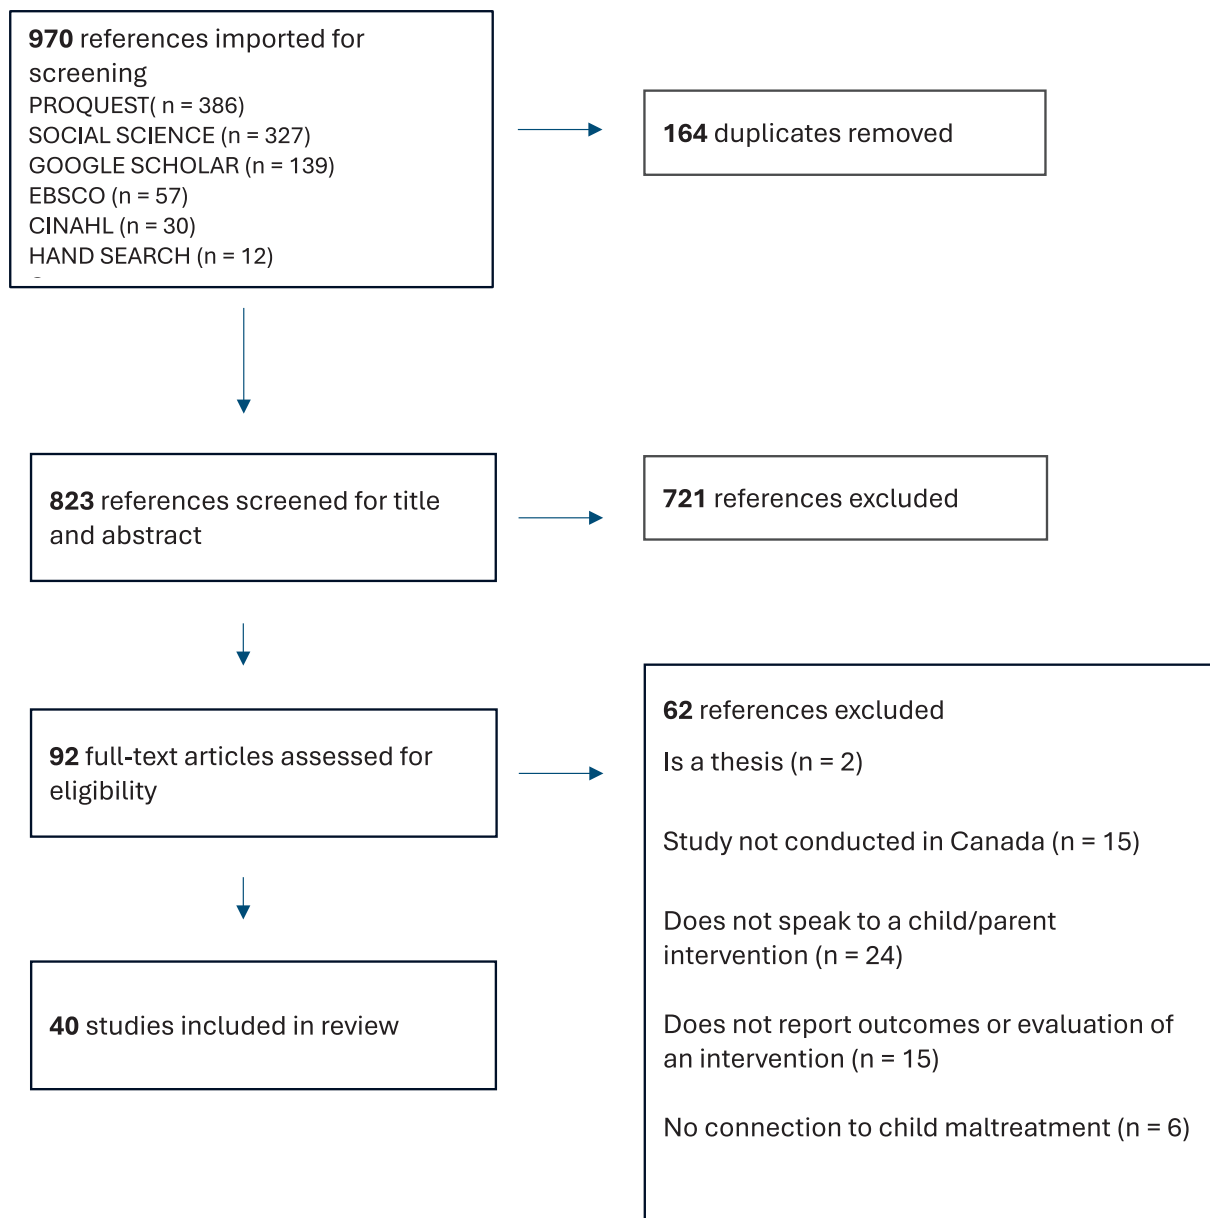 970 references imported for
screening
PROQUEST( n = 386)
SOCIAL SCIENCE (n = 327)
GOOGLE SCHOLAR (n = 139)
EBSCO (n = 57)
CINAHL (n = 30)
HAND SEARCH (n = 12)
164 duplicates removed
823 references screened for title
and abstract
721 references excluded
92 full-text articles assessed for
eligibility
62 references excluded
Is a thesis (n = 2)
Study not conducted in Canada (n = 15)
Does not speak to a child/parent
intervention (n = 24)
Does not report outcomes or evaluation of
an intervention (n = 15)
No connection to child maltreatment (n = 6)
40 studies included in review